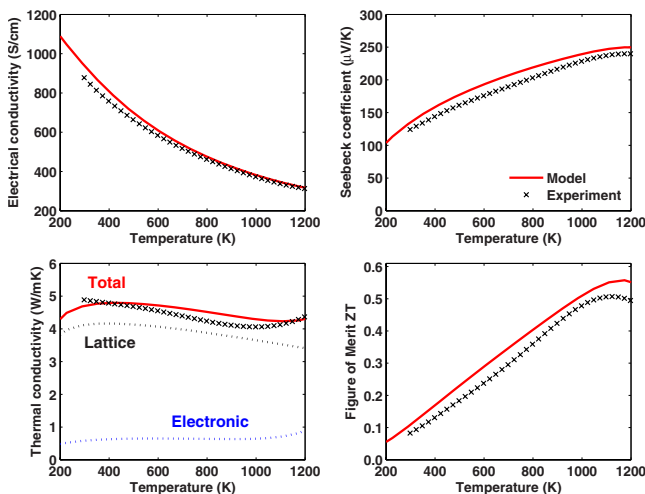 Electrical conductivity (S/cm)
1200
1000
800
600
400
200
200 400 600 800 1000 1200
Temperature (K)
Seebeck coefficient (μV/K)
300
250
200
150
100
50
0
200 400 600 800 1000 1200
Temperature (K)
Model
Experiment
Thermal conductivity (W/mK)
6
5
4
3
2
1
0
200 400 600 800 1000 1200
Temperature (K)
Total
Lattice
Electronic
Figure of Merit ZT
0.6
0.5
0.4
0.3
0.2
0.1
0.0
200 400 600 800 1000 1200
Temperature (K)